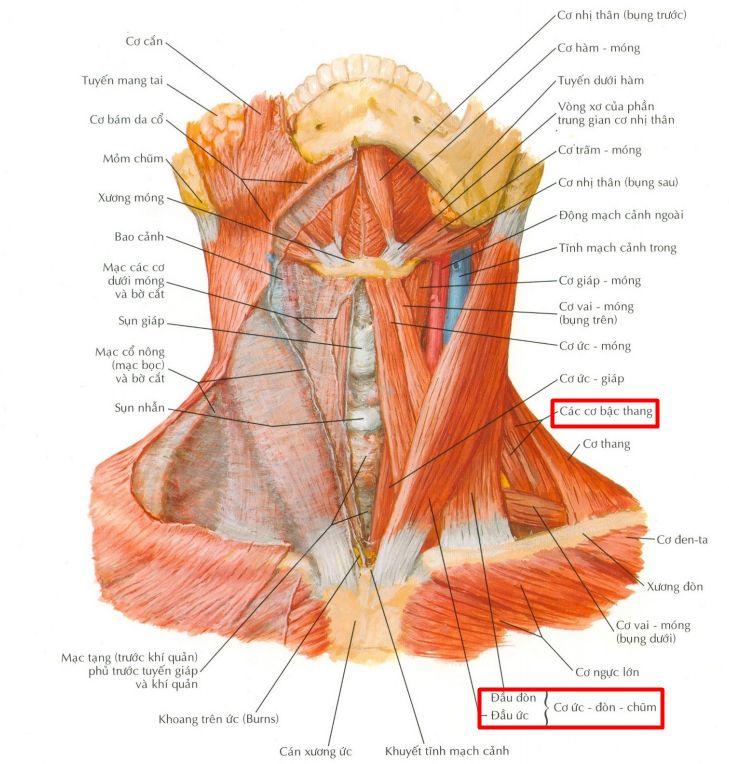 Cơ cắn
Tuyến mang tai
Cơ bám da cổ
Mỏm chũm
Xương móng
Bao cảnh
Mạc các cơ
dưới móng
và bờ cắt
Sụn giáp
Mạc cổ nông
(mạc bọc)
và bờ cắt
Sụn nhẫn
Mạc tạng (trước khí quản)
phủ trước tuyến giáp
và khí quản
Khoang trên ức (Burns)
Cán xương ức
Khuyết tĩnh mạch cảnh
Cơ nhị thân (bụng trước)
Cơ hàm - móng
Tuyến dưới hàm
Vòng xơ của phần
trung gian cơ nhị thân
Cơ trâm - móng
Cơ nhị thân (bụng sau)
Động mạch cảnh ngoài
Tĩnh mạch cảnh trong
Cơ giáp - móng
Cơ vai - móng
(bụng trên)
Cơ ức - móng
Cơ ức - giáp
Các cơ bậc thang
Cơ thang
Cơ đen-ta
Xương đòn
Cơ vai - móng
(bụng dưới)
Cơ ngực lớn
Đầu đòn
Đầu ức
Cơ ức - đòn - chũm